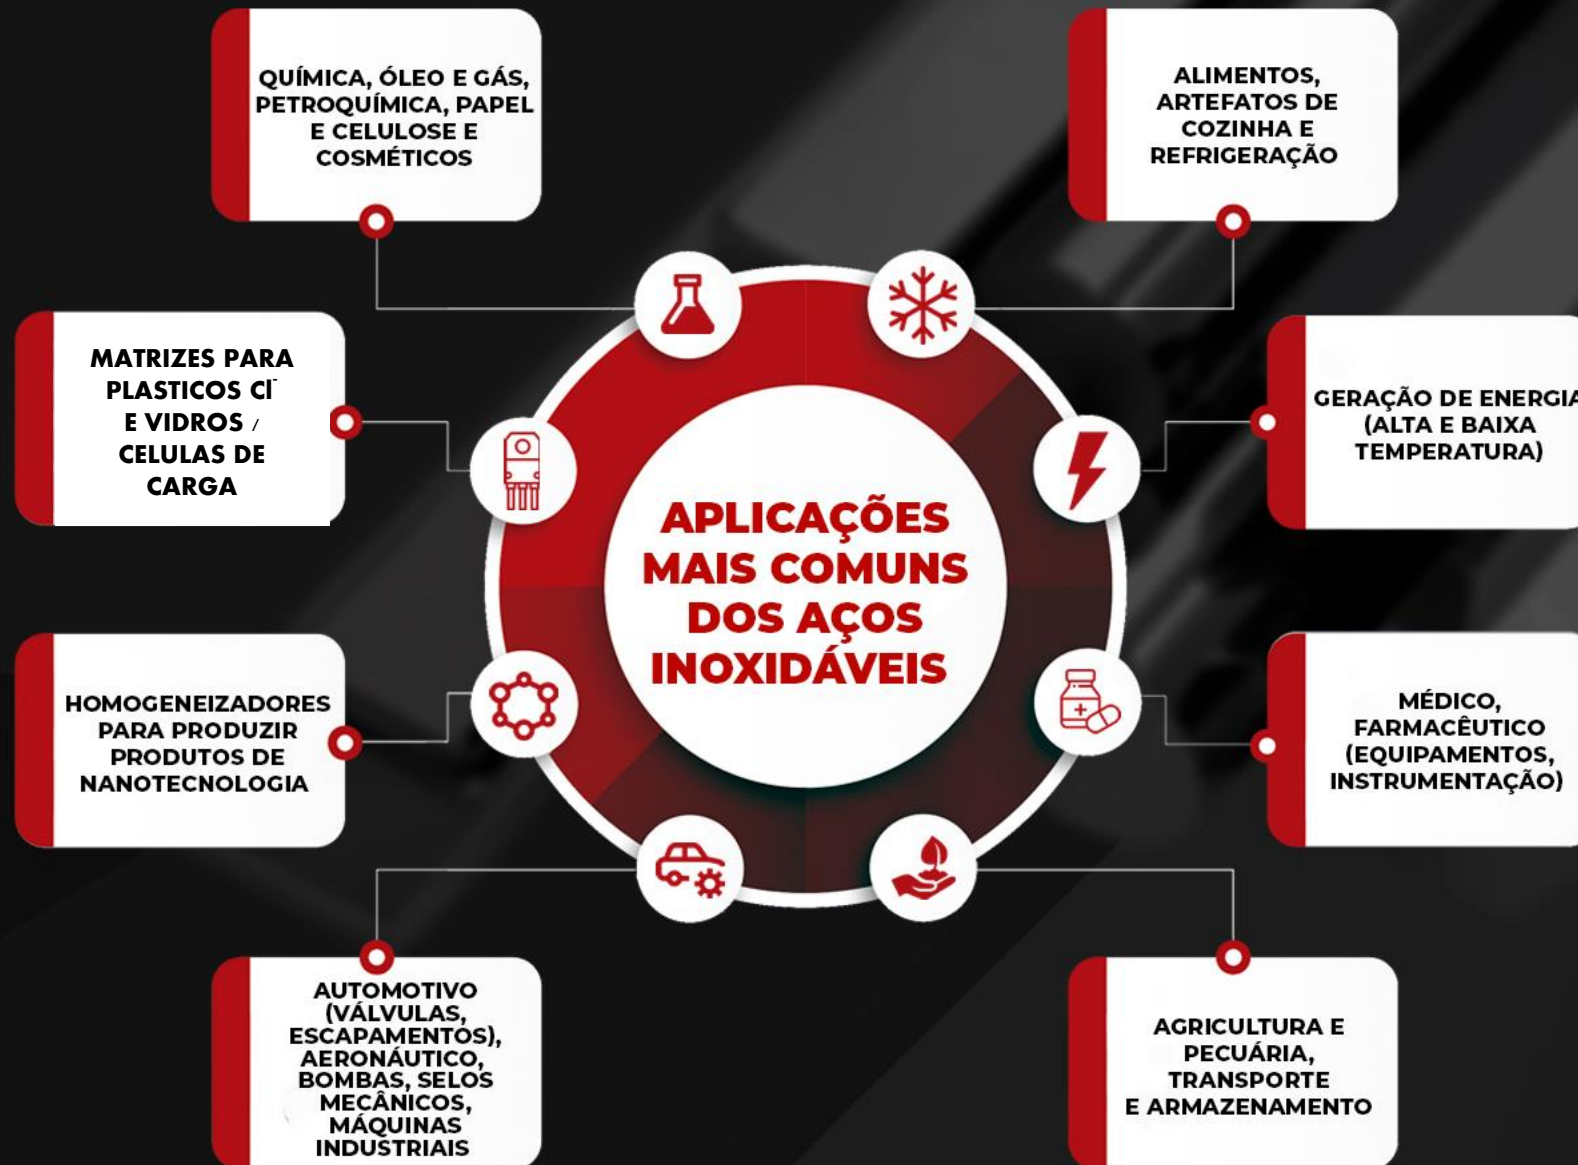 QUÍMICA, ÓLEO E GÁS,
PETROQUÍMICA, PAPEL
E CELULOSE E
COSMÉTICOS
ALIMENTOS,
ARTEFATOS DE
COZINHA E
REFRIGERAÇÃO
MATRIZES PARA
PLASTICOS Cl⁻
E VIDROS /
CELULAS DE
CARGA
GERAÇÃO DE ENERGIA
(ALTA E BAIXA
TEMPERATURA)
APLICAÇÕES
MAIS COMUNS
DOS AÇOS
INOXIDÁVEIS
HOMOGENEIZADORES
PARA PRODUZIR
PRODUTOS DE
NANOTECNOLOGIA
MÉDICO,
FARMACÊUTICO
(EQUIPAMENTOS,
INSTRUMENTAÇÃO)
AUTOMOTIVO
(VÁLVULAS,
ESCAPAMENTOS),
AERONÁUTICO,
BOMBAS, SELOS
MECÂNICOS,
MÁQUINAS
INDUSTRIAIS
AGRICULTURA E
PECUÁRIA,
TRANSPORTE
E ARMAZENAMENTO